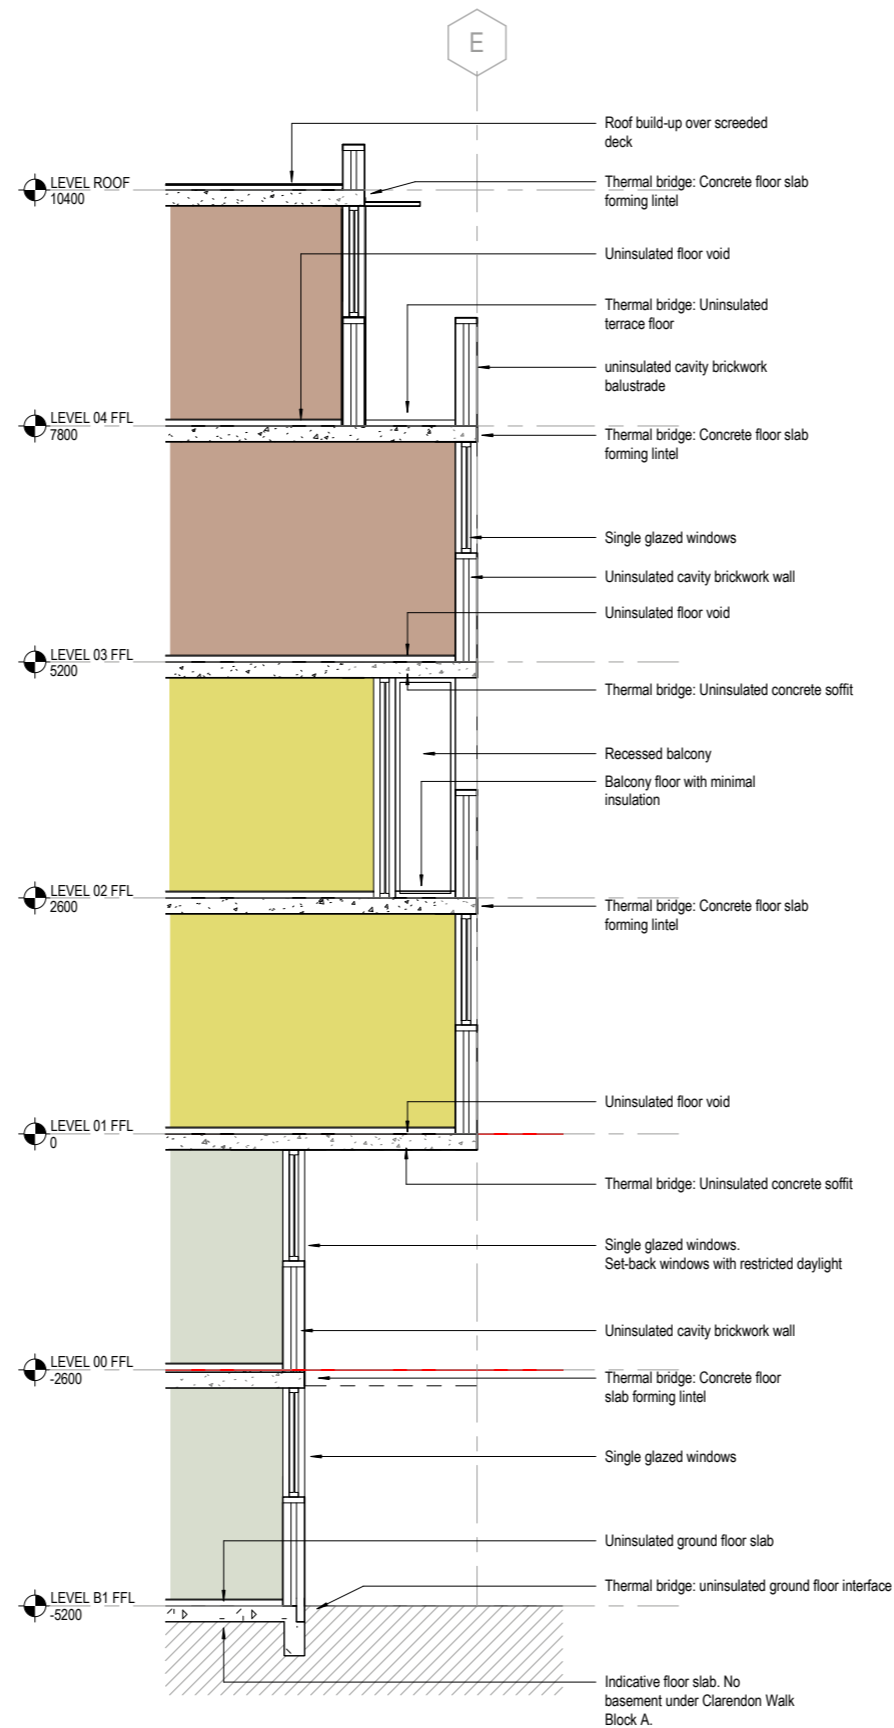 E
Roof build-up over screeded
deck
LEVEL ROOF
10400
Thermal bridge: Concrete floor slab
forming lintel
Uninsulated floor void
Thermal bridge: Uninsulated
terrace floor
uninsulated cavity brickwork
balustrade
LEVEL 04 FFL
7800
Thermal bridge: Concrete floor slab
forming lintel
Single glazed windows
Uninsulated cavity brickwork wall
Uninsulated floor void
LEVEL 03 FFL
5200
Thermal bridge: Uninsulated concrete soffit
Recessed balcony
Balcony floor with minimal
insulation
LEVEL 02 FFL
2600
Thermal bridge: Concrete floor slab
forming lintel
Uninsulated floor void
LEVEL 01 FFL
0
Thermal bridge: Uninsulated concrete soffit
Single glazed windows.
Set-back windows with restricted daylight
Uninsulated cavity brickwork wall
LEVEL 00 FFL
-2600
Thermal bridge: Concrete floor
slab forming lintel
Single glazed windows
Uninsulated ground floor slab
Thermal bridge: uninsulated ground floor interface
LEVEL B1 FFL
-5200
Indicative floor slab. No
basement under Clarendon Walk
Block A.